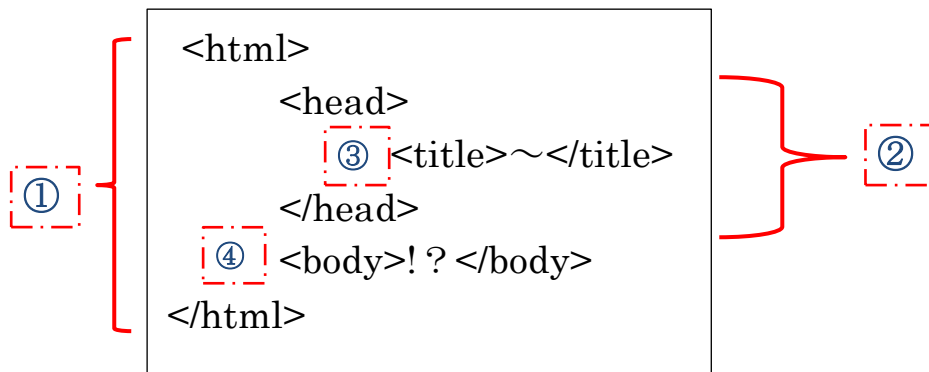 <html>
<head>
③ <title>～</title>
①
②
</head>
④ <body>!？</body>
</html>